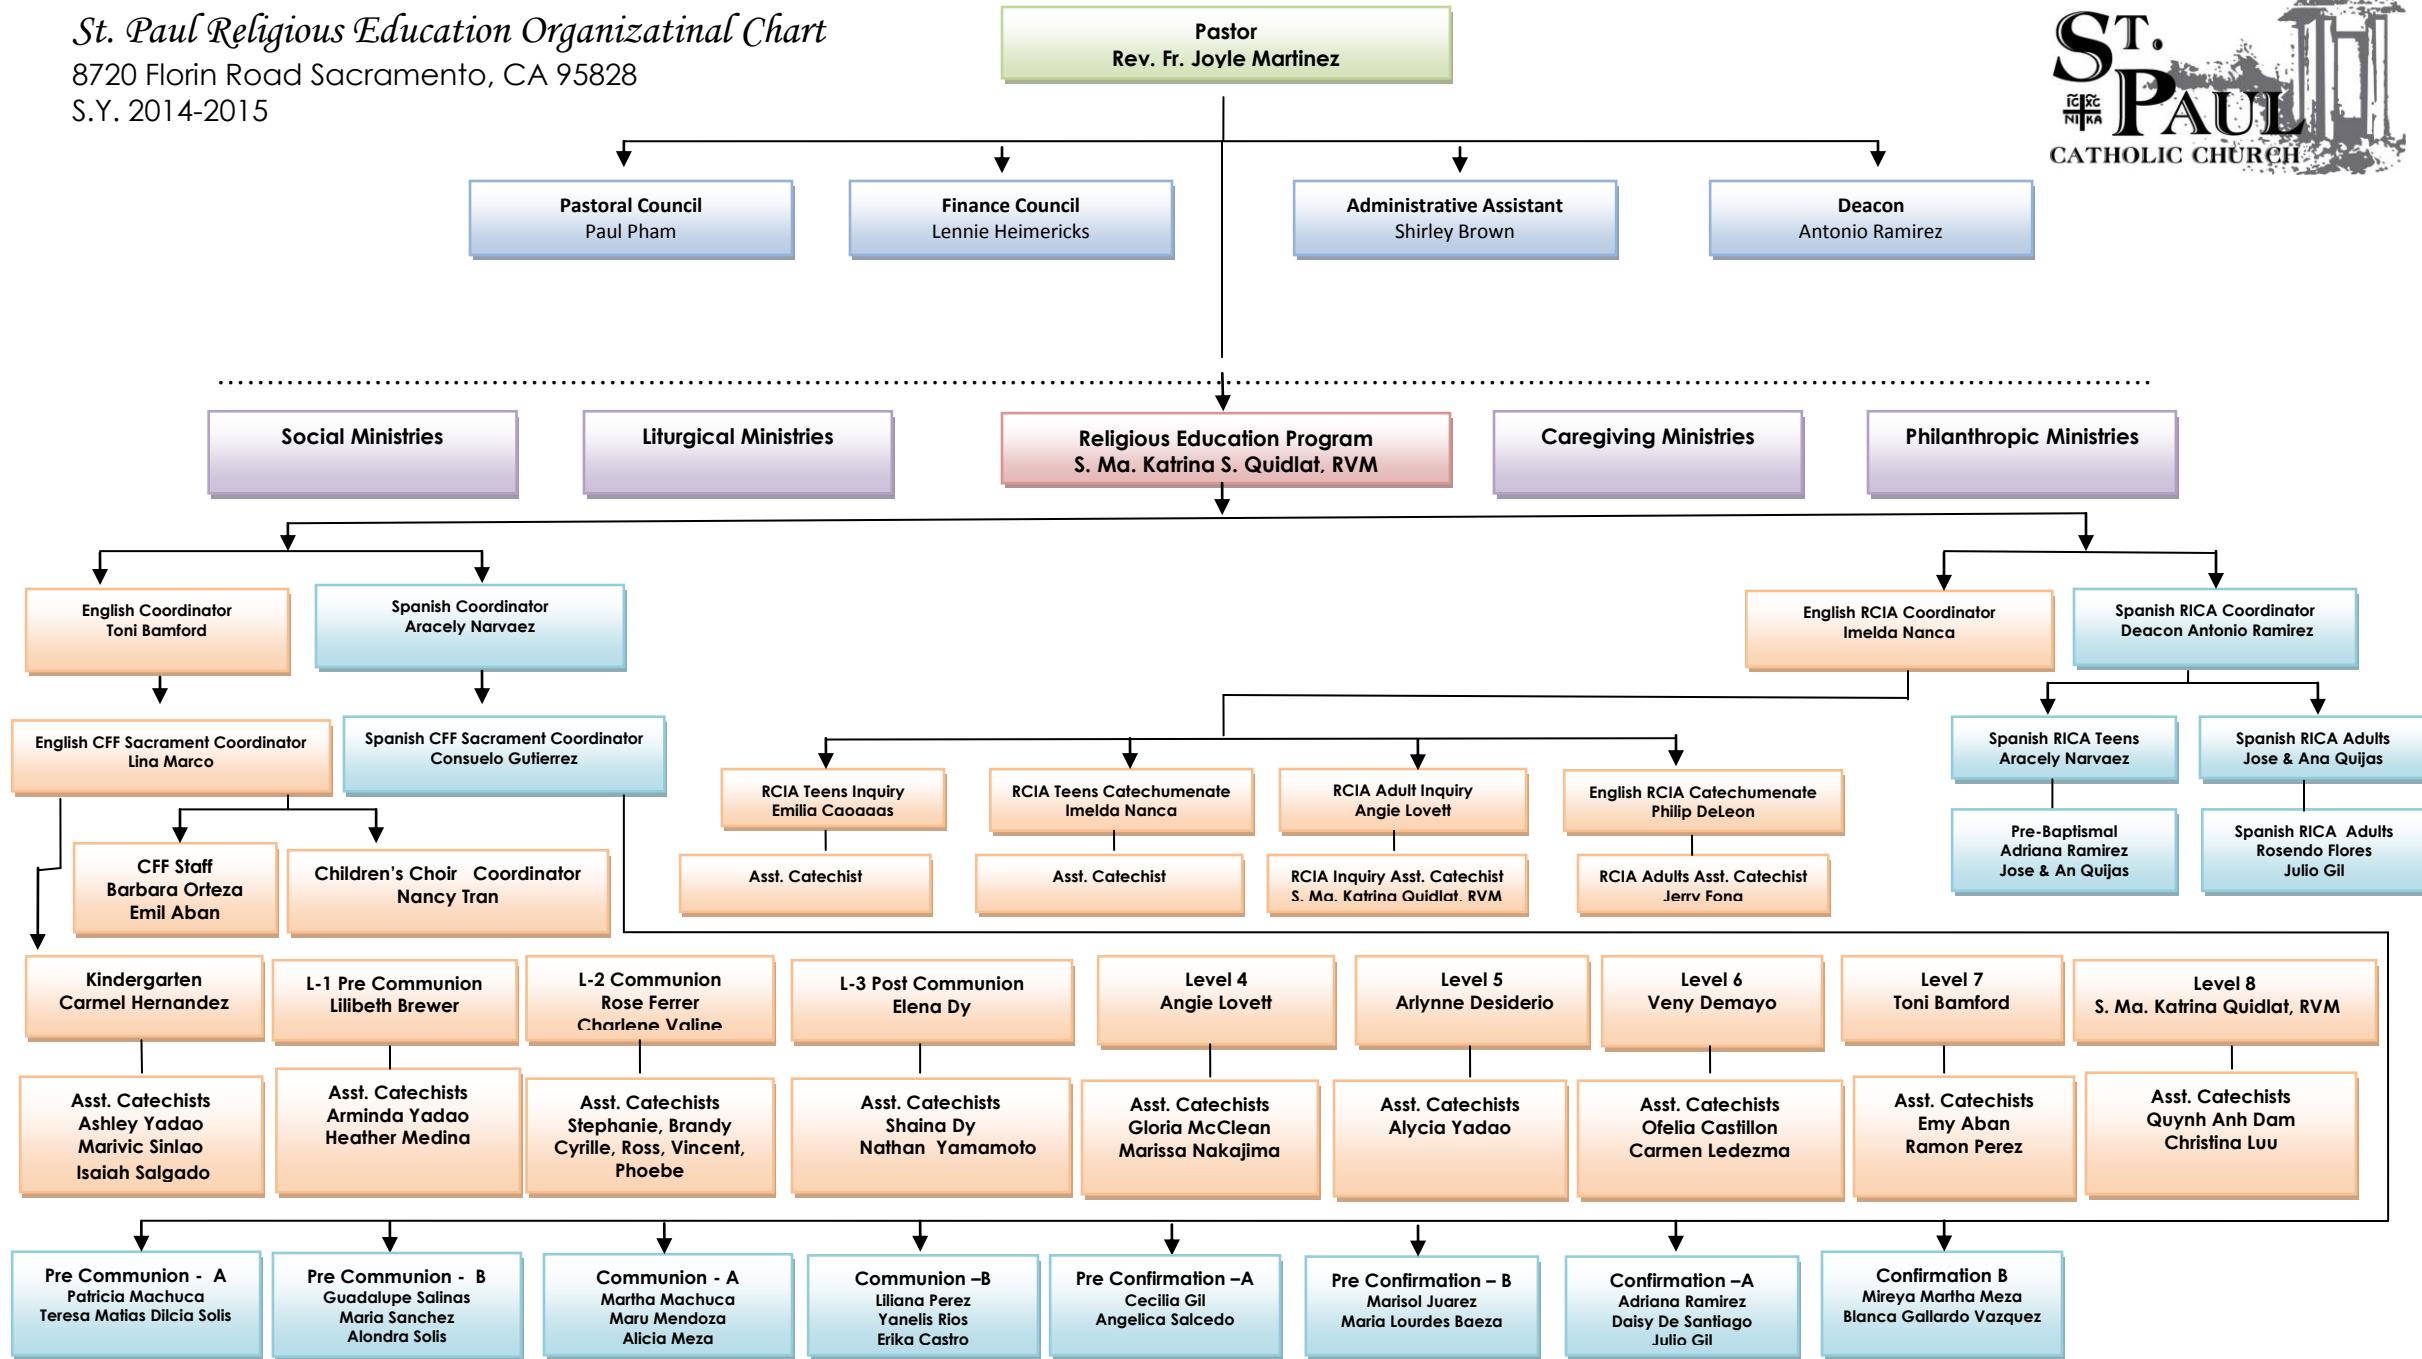 St. Paul Religious Education Organizatinal Chart
8720 Florin Road Sacramento, CA 95828
S.Y. 2014-2015
Pastor
Rev. Fr. Joyle Martinez
ST.
PAUL
IC XC
NI KA
CATHOLIC CHURCH
Pastoral Council
Paul Pham
Finance Council
Lennie Heimericks
Administrative Assistant
Shirley Brown
Deacon
Antonio Ramirez
Social Ministries
Liturgical Ministries
Religious Education Program
S. Ma. Katrina S. Quidlat, RVM
Caregiving Ministries
Philanthropic Ministries
English Coordinator
Toni Bamford
Spanish Coordinator
Aracely Narvaez
English RCIA Coordinator
Imelda Nanca
Spanish RICA Coordinator
Deacon Antonio Ramirez
English CFF Sacrament Coordinator
Lina Marco
Spanish CFF Sacrament Coordinator
Consuelo Gutierrez
Spanish RICA Teens
Aracely Narvaez
Spanish RICA Adults
Jose & Ana Quijas
RCIA Teens Inquiry
Emilia
RCIA Teens Catechumenate
Imelda Nanca
RCIA Adult Inquiry
Angie Lovett
English RCIA Catechumenate
Philip DeLeon
Pre-Baptismal
Adriana Ramirez
Jose & An Quijas
Spanish RICA Adults
Rosendo Flores
Julio Gil
CFF Staff
Barbara Orteza
Emil Aban
Children's Choir Coordinator
Nancy Tran
Asst. Catechist
Asst. Catechist
RCIA Inquiry Asst. Catechist
S. Ma. Katrina Quidlat, RVM
RCIA Adults Asst. Catechist
Jerry Fong
Kindergarten
Carmel Hernandez
L-1 Pre Communion
Lilibeth Brewer
L-2 Communion
Rose Ferrer
Charlene Valine
L-3 Post Communion
Elena Dy
Level 4
Angie Lovett
Level 5
Arlynne Desiderio
Level 6
Veny Demayo
Level 7
Toni Bamford
Level 8
S. Ma. Katrina Quidlat, RVM
Asst. Catechists
Ashley Yadao
Marivic Sinlao
Isaiah Salgado
Asst. Catechists
Arminda Yadao
Heather Medina
Asst. Catechists
Stephanie, Brandy
Cyrille, Ross, Vincent,
Phoebe
Asst. Catechists
Shaina Dy
Nathan Yamamoto
Asst. Catechists
Gloria McClean
Marissa Nakajima
Asst. Catechists
Alycia Yadao
Asst. Catechists
Ofelia Castillon
Carmen Ledezma
Asst. Catechists
Emy Aban
Ramon Perez
Asst. Catechists
Quynh Anh Dam
Christina Luu
Pre Communion - A
Patricia Machuca
Teresa Matias Dilcia Solis
Pre Communion - B
Guadalupe Salinas
Maria Sanchez
Alondra Solis
Communion - A
Martha Machuca
Maru Mendoza
Alicia Meza
Communion –B
Liliana Perez
Yanelis Rios
Erika Castro
Pre Confirmation –A
Cecilia Gil
Angelica Salcedo
Pre Confirmation – B
Marisol Juarez
Maria Lourdes Baeza
Confirmation –A
Adriana Ramirez
Daisy De Santiago
Julio Gil
Confirmation B
Mireya Martha Meza
Blanca Gallardo Vazquez